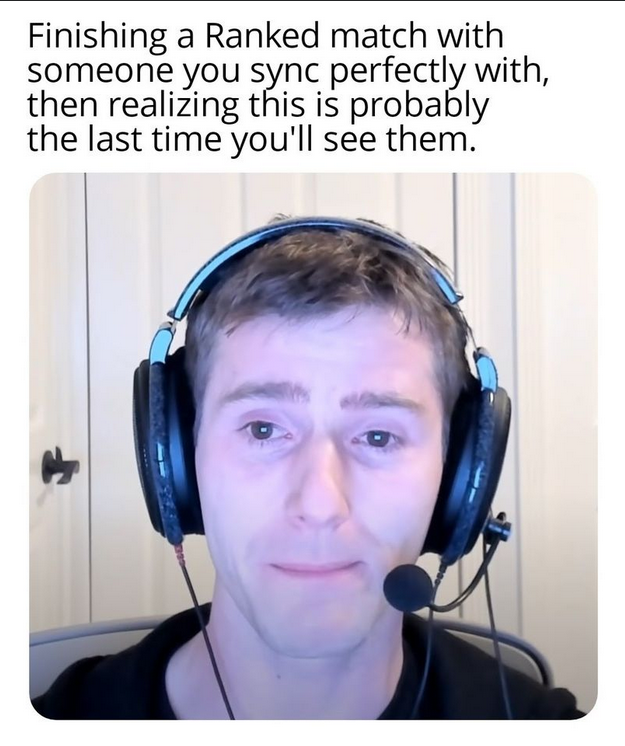 Finishing a Ranked match with
someone you sync perfectly with,
then realizing this is probably
the last time you'll see them.